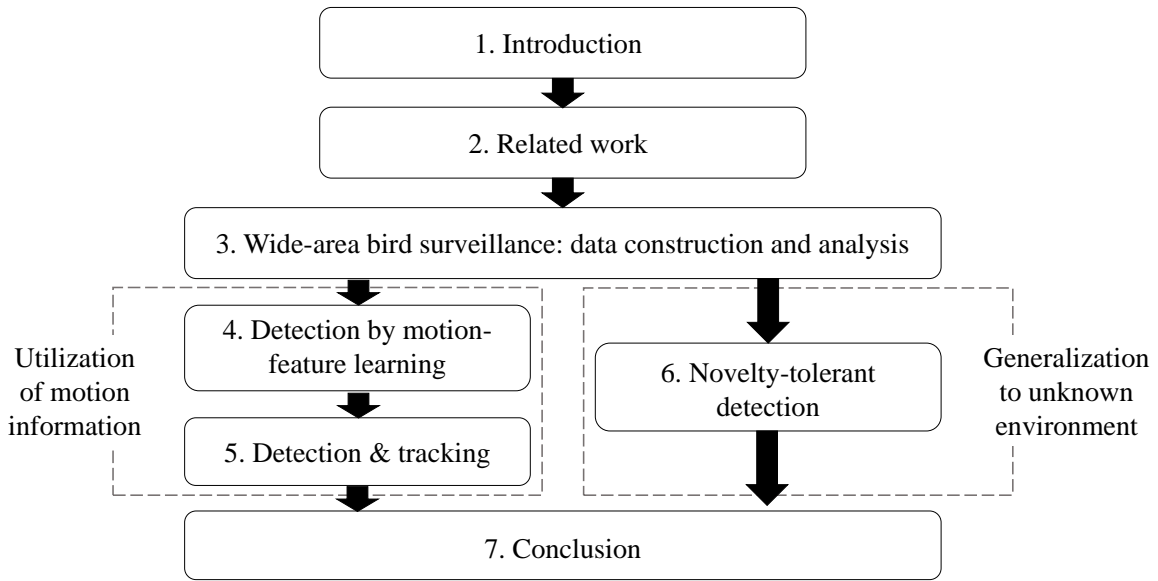 1. Introduction
2. Related work
3. Wide-area bird surveillance: data construction and analysis
Utilization
of motion
information
4. Detection by motion-
feature learning
5. Detection & tracking
6. Novelty-tolerant
detection
Generalization
to unknown
environment
7. Conclusion